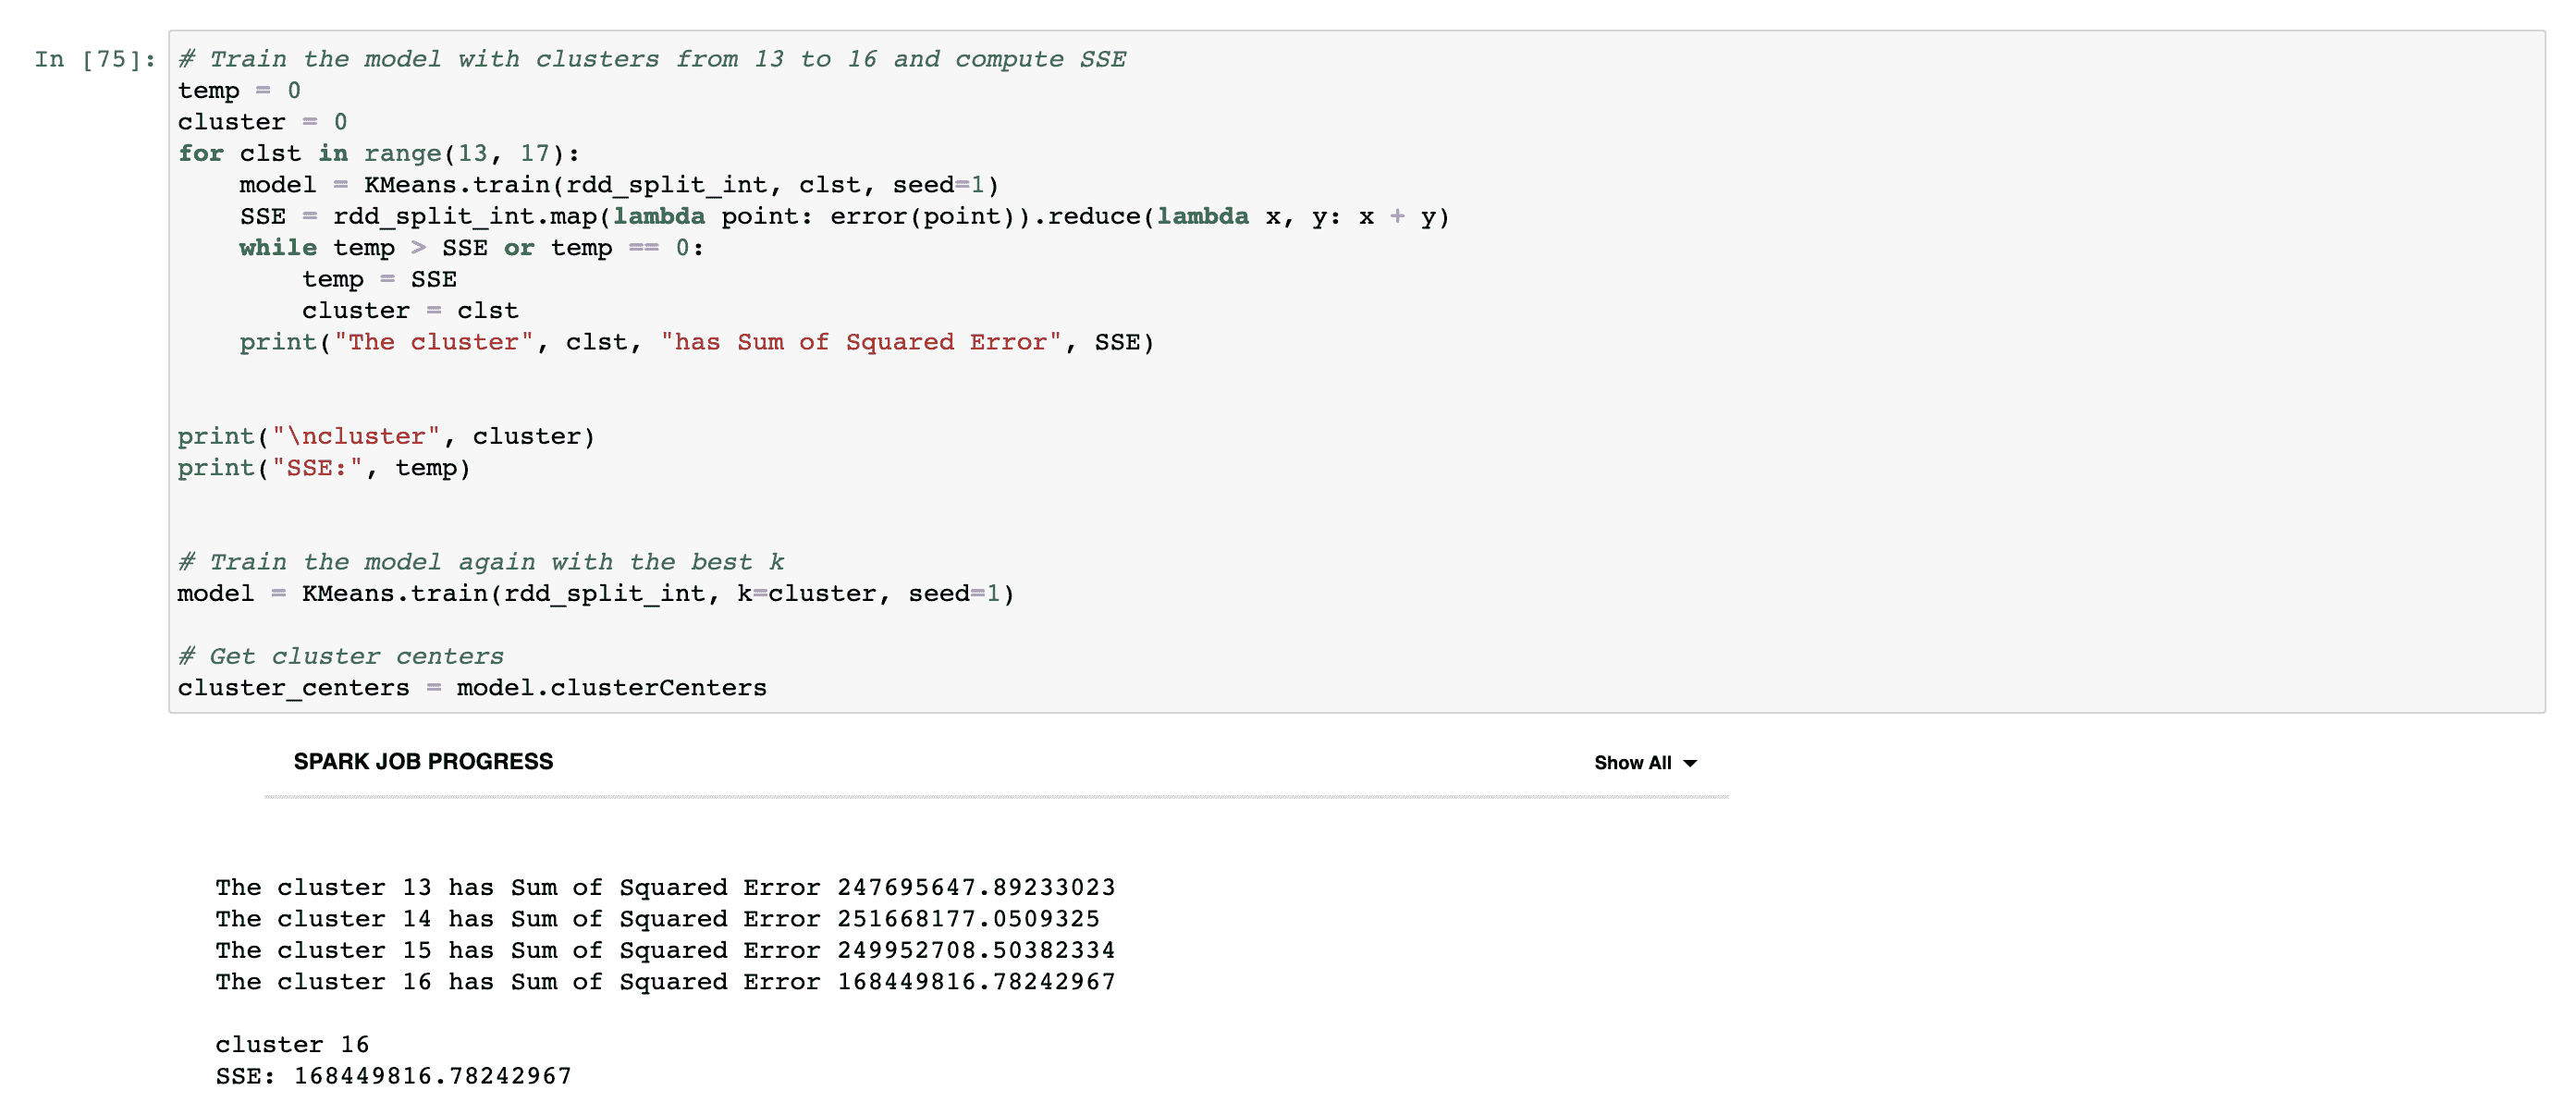 In [75]: # Train the model with clusters from 13 to 16 and compute SSE
temp = 0
cluster = 0
for clst in range(13, 17):
    model = KMeans.train(rdd_split_int, clst, seed=1)
    SSE = rdd_split_int.map(lambda point: error(point)).reduce(lambda x, y: x + y)
    while temp > SSE or temp == 0:
        temp = SSE
        cluster = clst
    print("The cluster", clst, "has Sum of Squared Error", SSE)
print("\ncluster", cluster)
print("SSE:", temp)
# Train the model again with the best k
model = KMeans.train(rdd_split_int, k=cluster, seed=1)
# Get cluster centers
cluster_centers = model.clusterCenters
SPARK JOB PROGRESS Show All
The cluster 13 has Sum of Squared Error 247695647.89233023
The cluster 14 has Sum of Squared Error 251668177.0509325
The cluster 15 has Sum of Squared Error 249952708.50382334
The cluster 16 has Sum of Squared Error 168449816.78242967
cluster 16
SSE: 168449816.78242967